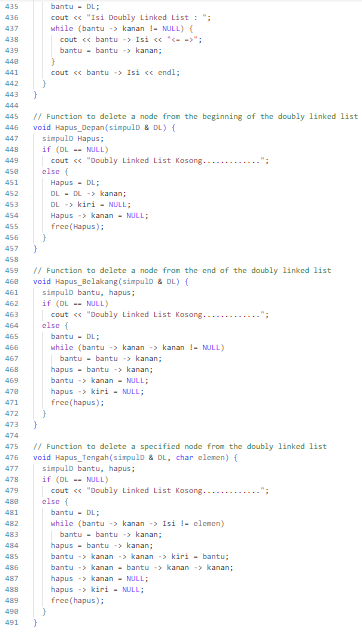 435 bantu = DL;
436 cout << "Isi Doubly Linked List : ";
437 while (bantu -> kanan != NULL) {
438 cout << bantu -> Isi << "<= =>";
439 bantu = bantu -> kanan;
440 }
441 cout << bantu -> Isi << endl;
442 }
443 }
444
445 // Function to delete a node from the beginning of the doubly linked list
446 void Hapus_Depan(simpulD & DL) {
447 simpulD Hapus;
448 if (DL == NULL)
449 cout << "Doubly Linked List Kosong.............";
450 else {
451 Hapus = DL;
452 DL = DL -> kanan;
453 DL -> kiri = NULL;
454 Hapus -> kanan = NULL;
455 free(Hapus);
456 }
457 }
458
459 // Function to delete a node from the end of the doubly linked list
460 void Hapus_Belakang(simpulD & DL) {
461 simpulD bantu, hapus;
462 if (DL == NULL)
463 cout << "Doubly Linked List Kosong.............";
464 else {
465 bantu = DL;
466 while (bantu -> kanan -> kanan != NULL)
467 bantu = bantu -> kanan;
468 hapus = bantu -> kanan;
469 bantu -> kanan = NULL;
470 hapus -> kiri = NULL;
471 free(hapus);
472 }
473 }
474
475 // Function to delete a specified node from the doubly linked list
476 void Hapus_Tengah(simpulD & DL, char elemen) {
477 simpulD bantu, hapus;
478 if (DL == NULL)
479 cout << "Doubly Linked List Kosong.............";
480 else {
481 bantu = DL;
482 while (bantu -> kanan -> Isi != elemen)
483 bantu = bantu -> kanan;
484 hapus = bantu -> kanan;
485 bantu -> kanan -> kanan -> kiri = bantu;
486 bantu -> kanan = bantu -> kanan -> kanan;
487 hapus -> kanan = NULL;
488 hapus -> kiri = NULL;
489 free(hapus);
490 }
491 }